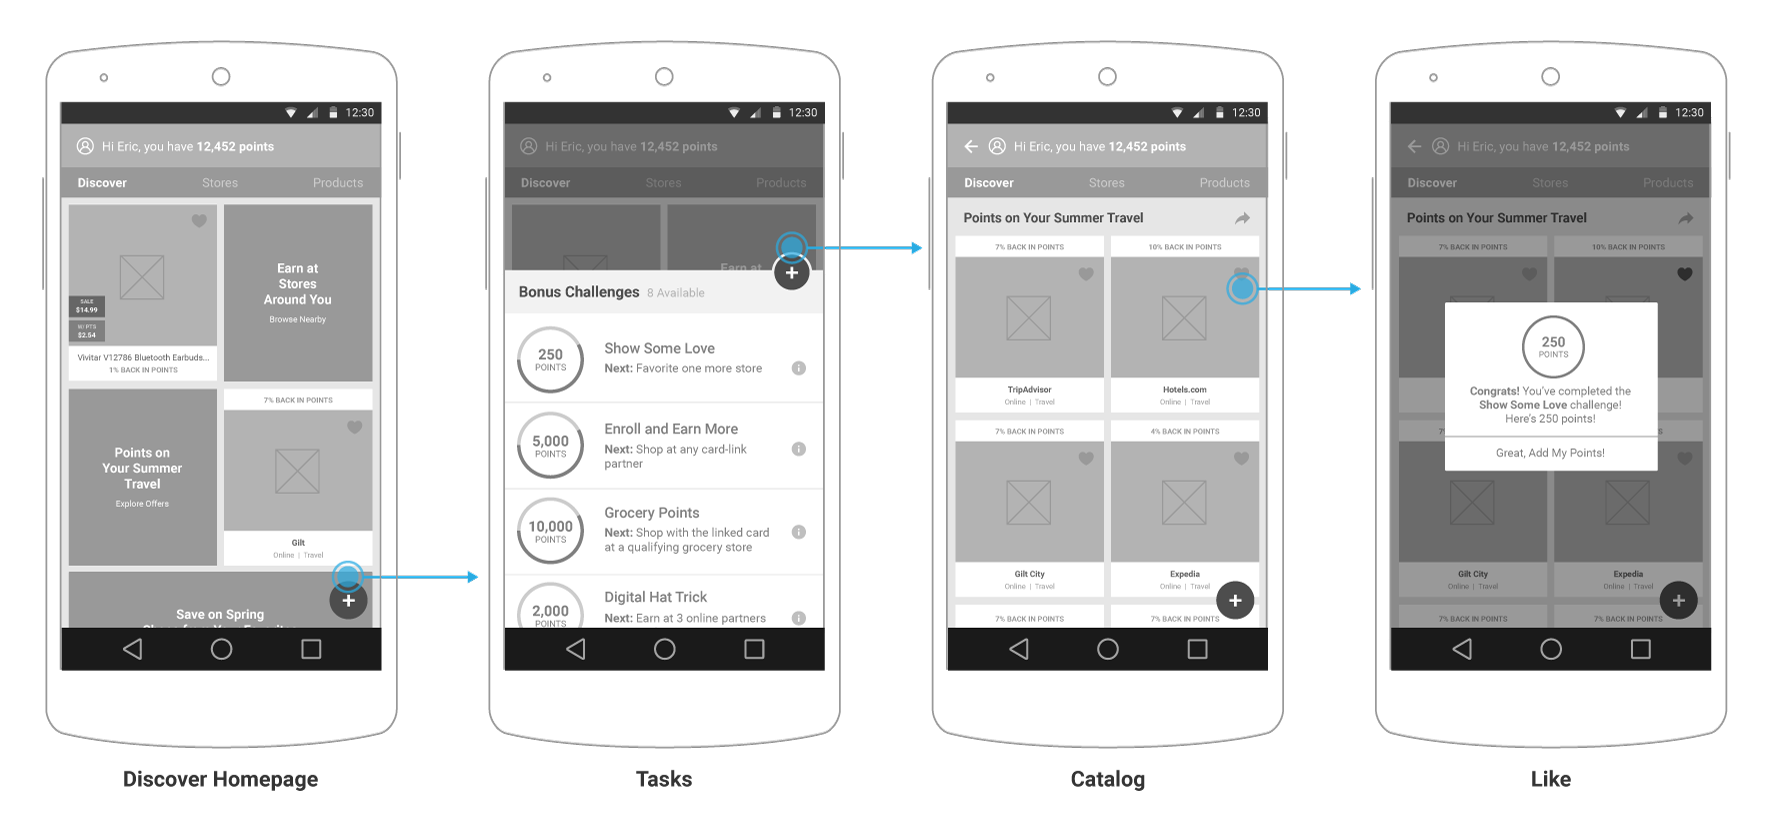 12:30
Hi Eric, you have 12,452 points
Discover Stores Products
SALE
$14.99
W/ PTS
$2.54
Vivitar V12786 Bluetooth Earbuds...
1% BACK IN POINTS
Earn at
Stores
Around You
Browse Nearby
Points on
Your Summer
Travel
Explore Offers
7% BACK IN POINTS
Gilt
Online | Travel
Save on Spring
+
Discover Homepage
12:30
Hi Eric, you have 12,452 points
Discover Stores Products
Earn at
+
Bonus Challenges 8 Available
250
POINTS
Show Some Love
Next: Favorite one more store
5,000
POINTS
Enroll and Earn More
Next: Shop at any card-link
partner
10,000
POINTS
Grocery Points
Next: Shop with the linked card
at a qualifying grocery store
2,000
POINTS
Digital Hat Trick
Next: Earn at 3 online partners
Tasks
12:30
Hi Eric, you have 12,452 points
Discover Stores Products
Points on Your Summer Travel
7% BACK IN POINTS
TripAdvisor
Online | Travel
10% BACK IN POINTS
Hotels.com
Online | Travel
7% BACK IN POINTS
Gilt City
Online | Travel
4% BACK IN POINTS
Expedia
Online | Travel
7% BACK IN POINTS
7% BACK IN POINTS
+
Catalog
12:30
Hi Eric, you have 12,452 points
Discover Stores Products
Points on Your Summer Travel
7% BACK IN POINTS
10% BACK IN POINTS
250
POINTS
Congrats! You've completed the
Show Some Love challenge!
Here's 250 points!
Great, Add My Points!
Gilt City
Online | Travel
Expedia
Online | Travel
7% BACK IN POINTS
7% BACK IN POINTS
+
Like